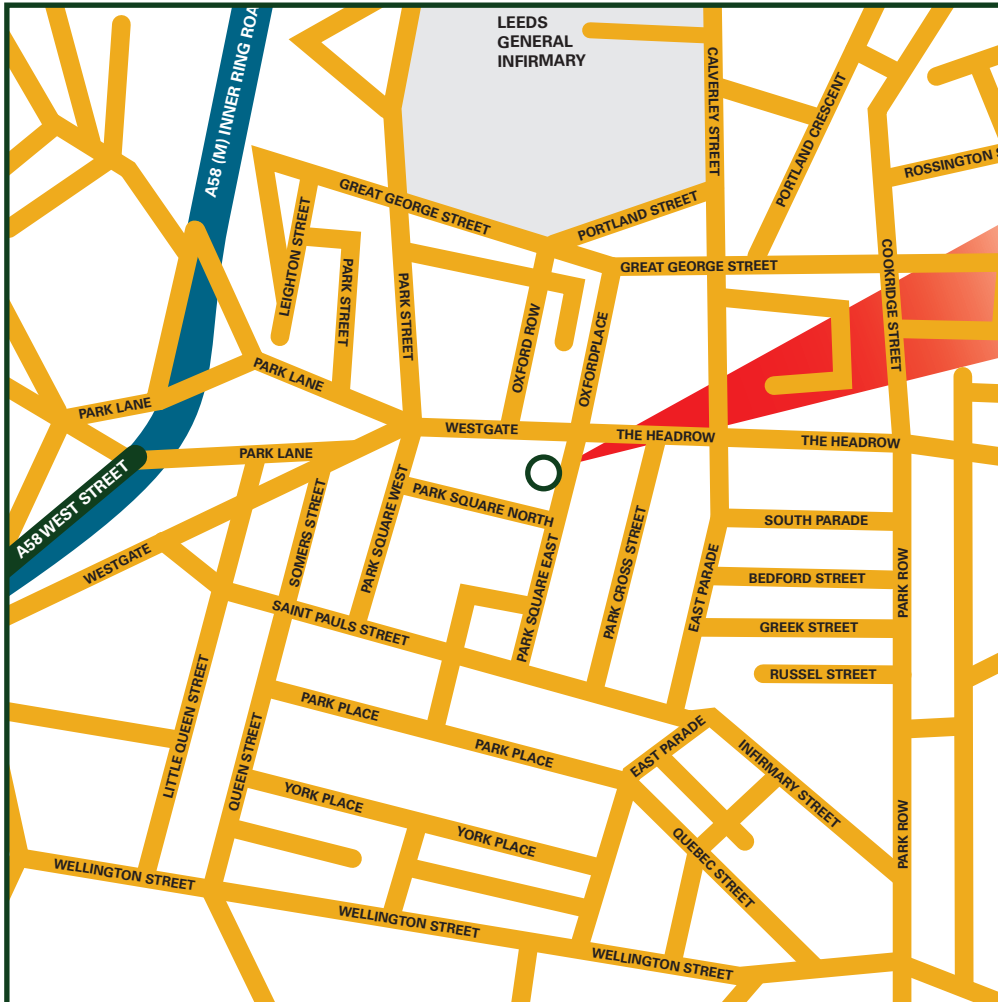 LEEDS
GENERAL
INFIRMARY
A58 (M) INNER RING ROA
CALVERLEY STREET
PORTLAND CRESCENT
ROSSINGTON S
GREAT GEORGE STREET
PORTLAND STREET
LEIGHTON STREET
PARK STREET
PARK STREET
GREAT GEORGE STREET
COOKRIDGE STREET
OXFORD ROW
OXFORDPLACE
PARK LANE
PARK LANE
WESTGATE
THE HEADROW
THE HEADROW
PARK LANE
A58 WEST STREET
PARK SQUARE NORTH
PARK SQUARE WEST
SOMERS STREET
WESTGATE
SOUTH PARADE
PARK CROSS STREET
PARK SQUARE EAST
EAST PARADE
BEDFORD STREET
PARK ROW
SAINT PAULS STREET
GREEK STREET
RUSSEL STREET
LITTLE QUEEN STREET
QUEEN STREET
PARK PLACE
PARK PLACE
EAST PARADE
INFIRMARY STREET
YORK PLACE
YORK PLACE
QUEBEC STREET
PARK ROW
WELLINGTON STREET
WELLINGTON STREET
WELLINGTON STREET